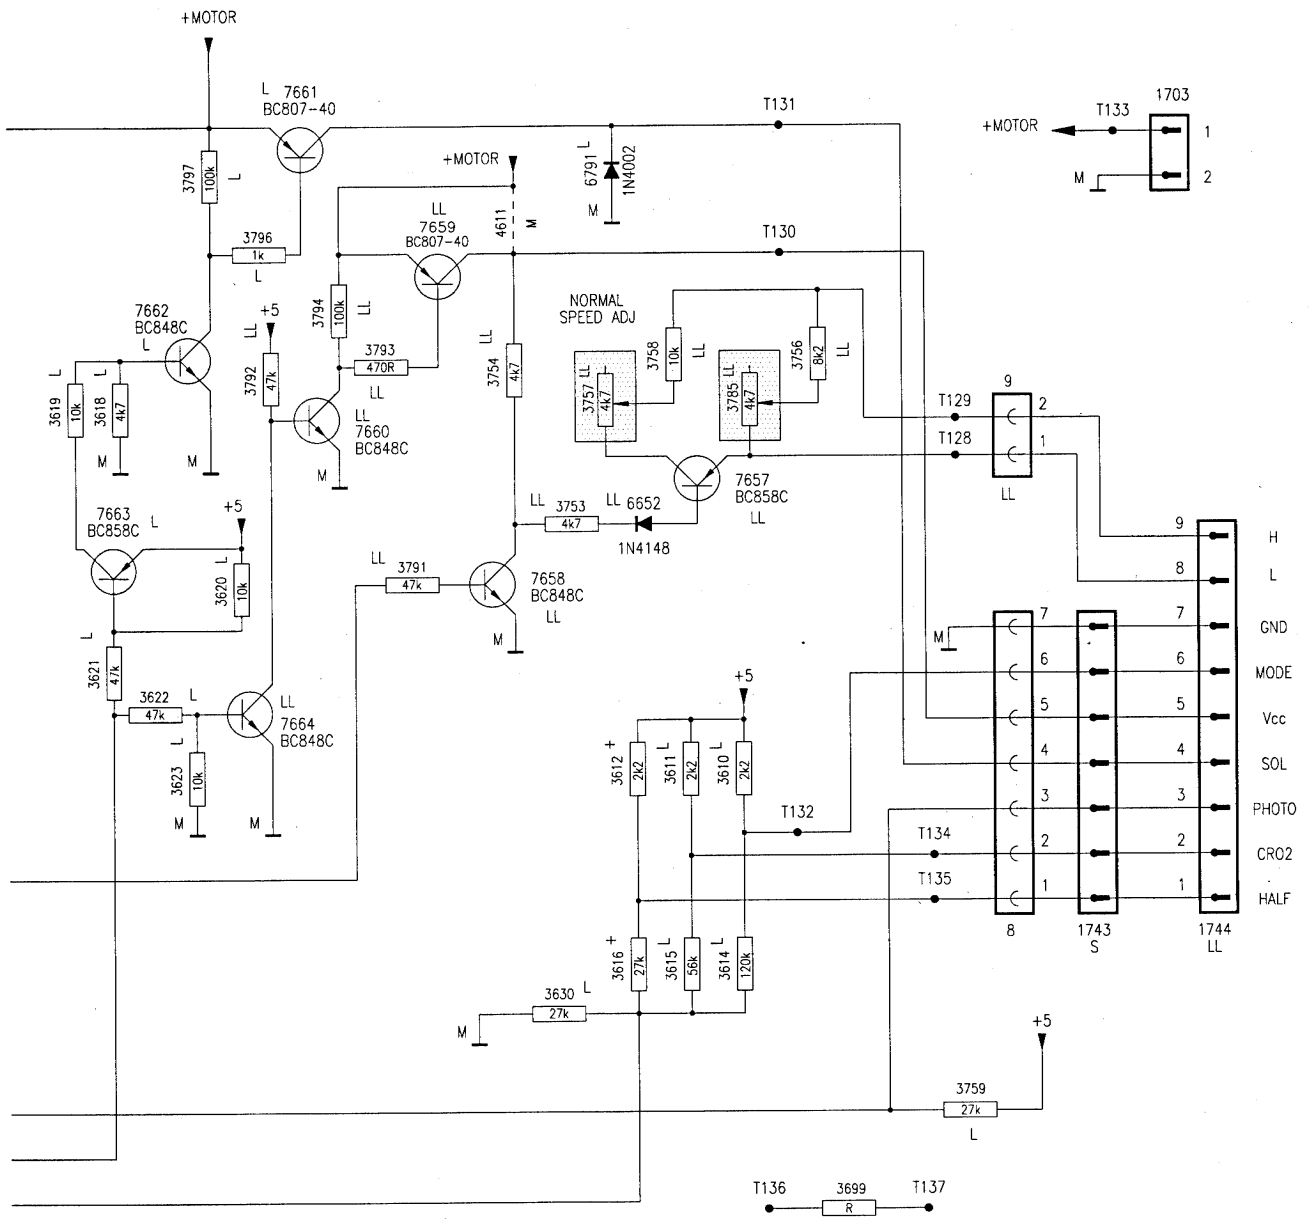 +MOTOR
L 7661
BC807-40
T131
1703
T133
+MOTOR
1
M
2
3797
100k
L
+MOTOR
L
6791
1N4002
M
LL
7659
BC807-40
4611
M
T130
3796
1k
L
7662
BC848C
L
+5
LL
3792
47k
3794
100k
LL
3793
470R
LL
LL
3754
4k7
NORMAL
SPEED ADJ
LL
3757
4k7
3758
10k
LL
LL
3785
4k7
3756
8k2
LL
L
3619
10k
L
3618
4k7
M
M
LL
7660
BC848C
M
9
T129
2
T128
1
LL
7657
BC858C
LL
LL
3753
4k7
LL
6652
1N4148
7663
BC858C
L
+5
L
3620
10k
LL
3791
47k
7658
BC848C
LL
M
9
H
8
L
M
7
7
GND
6
6
MODE
5
5
Vcc
4
4
SOL
3
3
PHOTO
2
2
CRO2
1
1
HALF
8
1743
S
1744
LL
L
3621
47k
3622
47k
L
LL
7664
BC848C
L
3623
10k
M
M
+5
+
3612
2k2
L
3611
2k2
L
3610
2k2
T132
T134
T135
+
3616
27k
L
3615
56k
L
3614
120k
3630
27k
L
M
+5
3759
27k
L
T136
3699
R
T137